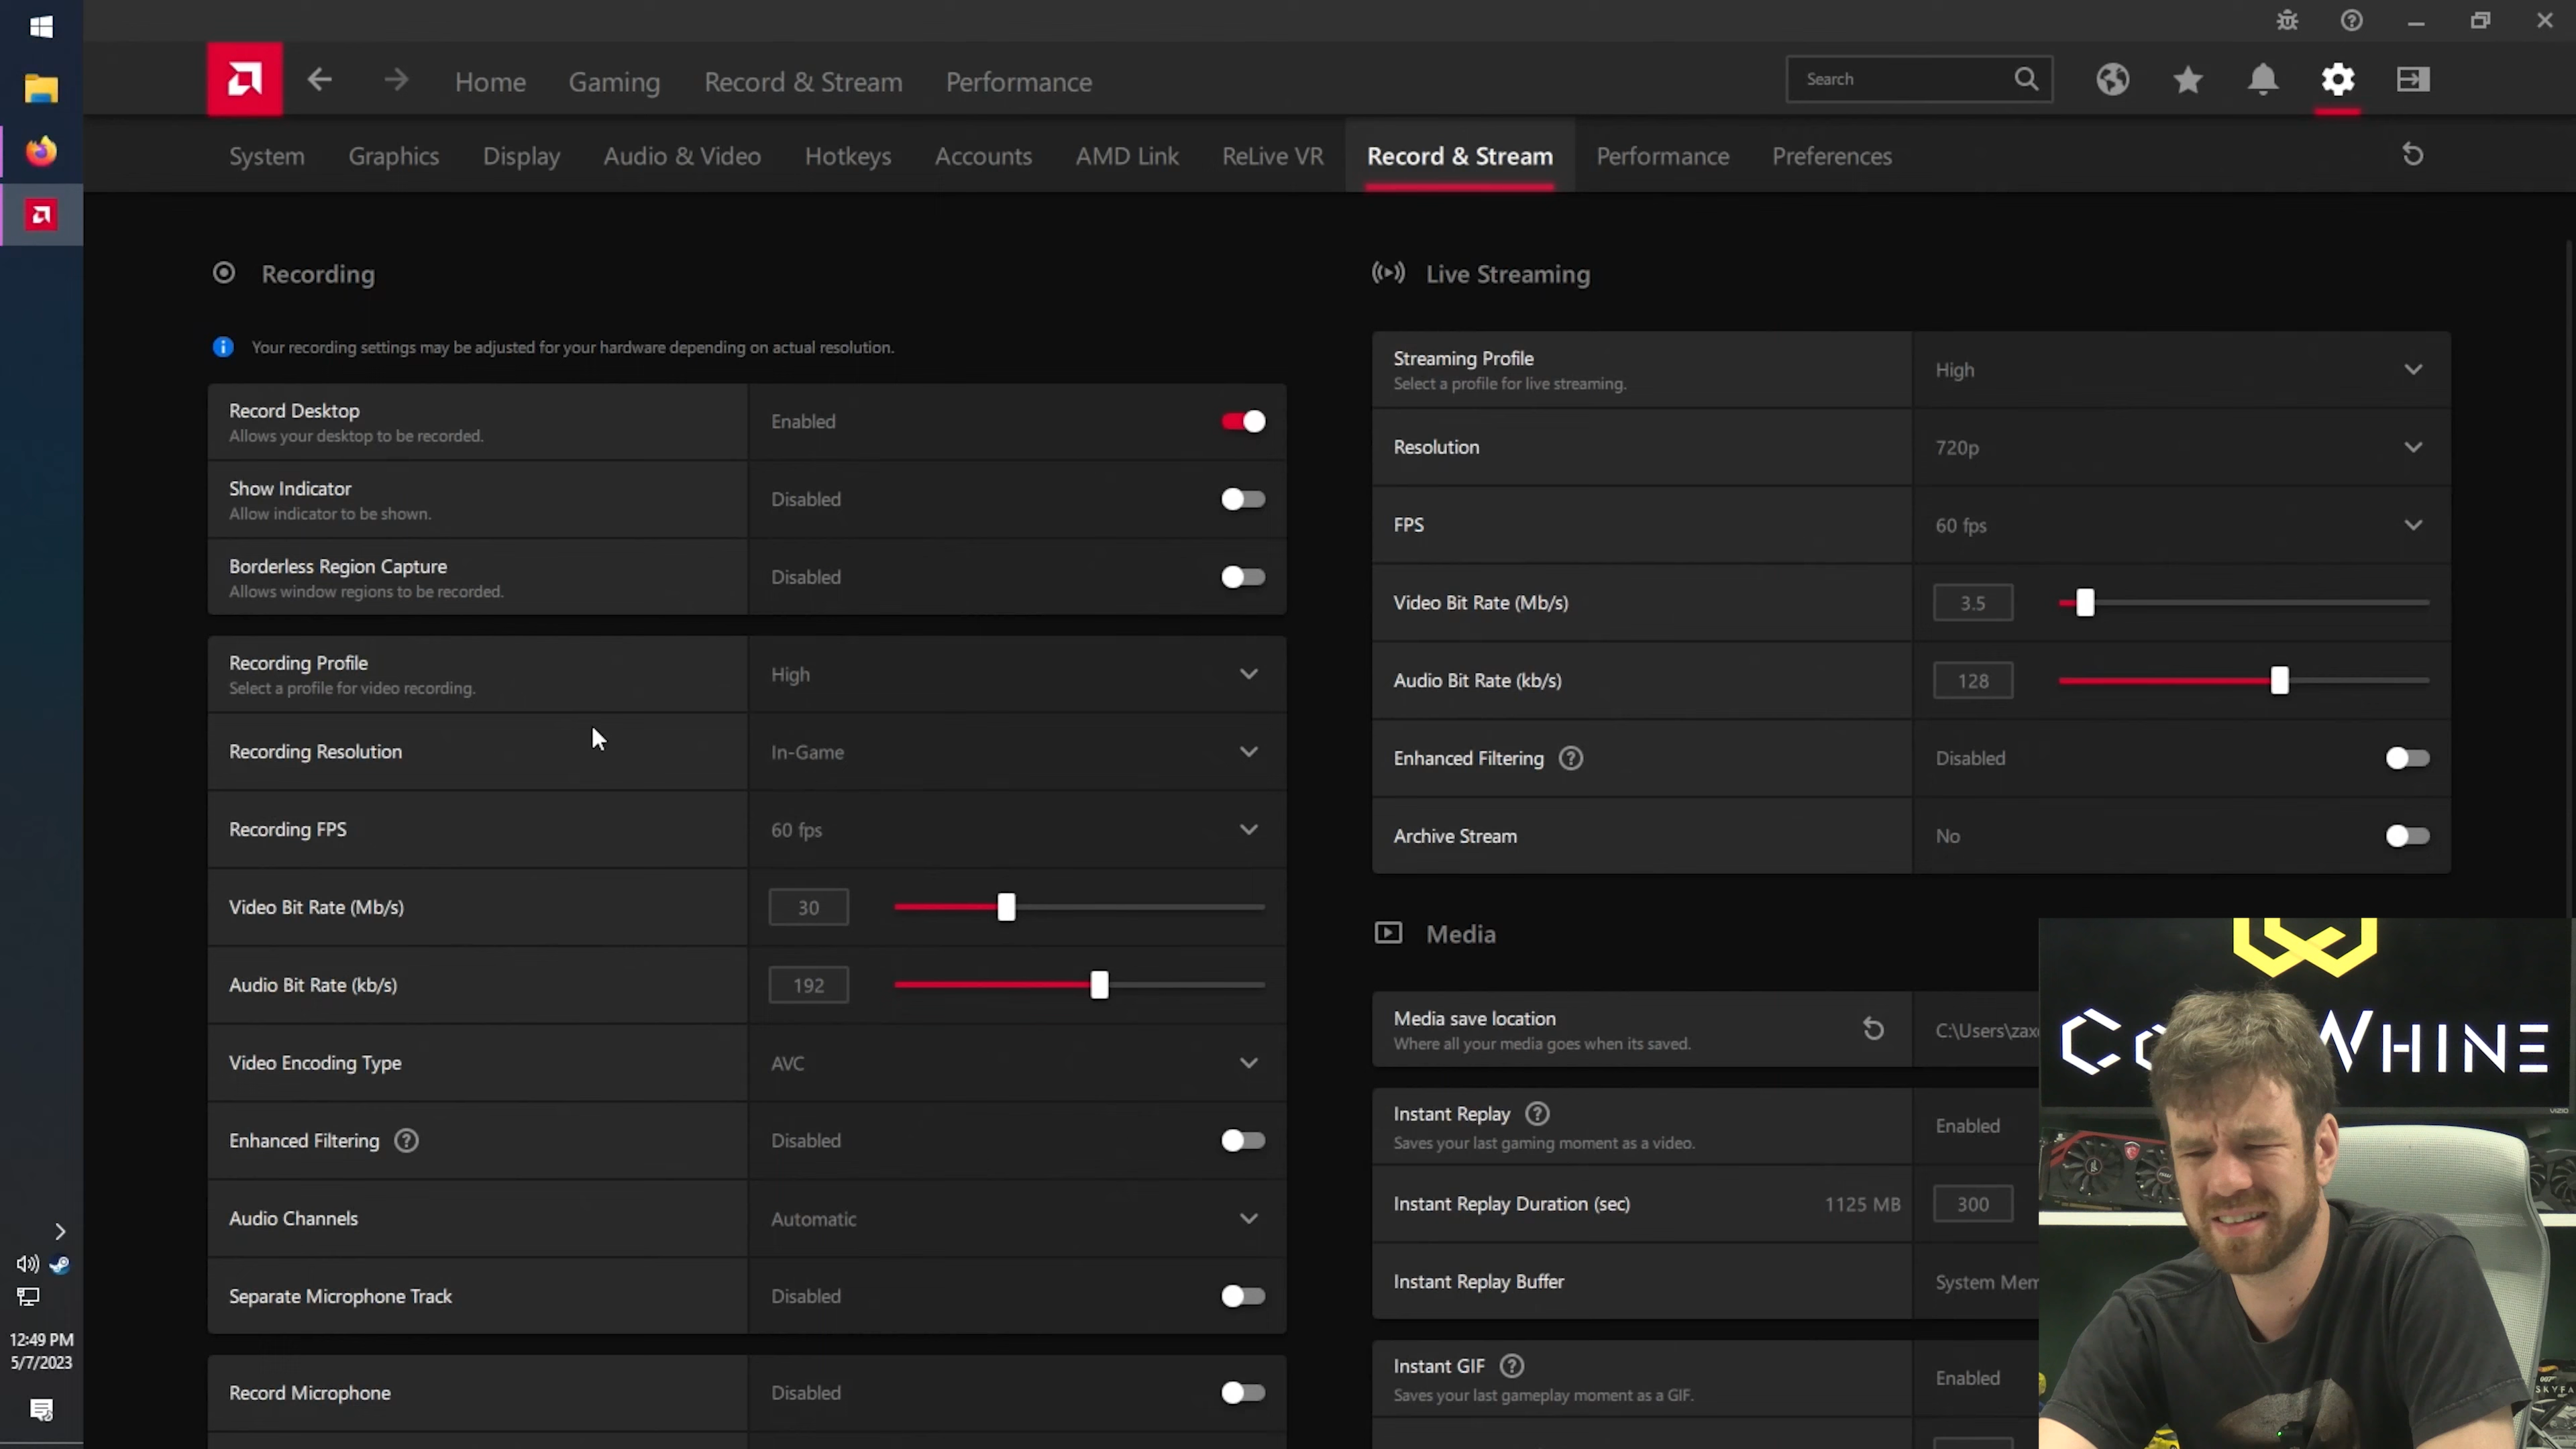 Home
Gaming
Record & Stream
Performance
Search
System
Graphics
Display
Audio & Video
Hotkeys
Accounts
AMD Link
ReLive VR
Record & Stream
Performance
Preferences
Recording
Your recording settings may be adjusted for your hardware depending on actual resolution.
Record Desktop
Allows your desktop to be recorded.
Enabled
Show Indicator
Allow indicator to be shown.
Disabled
Borderless Region Capture
Allows window regions to be recorded.
Disabled
Recording Profile
Select a profile for video recording.
High
Recording Resolution
In-Game
Recording FPS
60 fps
Video Bit Rate (Mb/s)
30
Audio Bit Rate (kb/s)
192
Video Encoding Type
AVC
Enhanced Filtering
Disabled
Audio Channels
Automatic
Separate Microphone Track
Disabled
Record Microphone
Disabled
Live Streaming
Streaming Profile
Select a profile for live streaming.
High
Resolution
720p
FPS
60 fps
Video Bit Rate (Mb/s)
3.5
Audio Bit Rate (kb/s)
128
Enhanced Filtering
Disabled
Archive Stream
No
Media
Media save location
Where all your media goes when its saved.
C:\Users\zax
Instant Replay
Saves your last gaming moment as a video.
Enabled
Instant Replay Duration (sec)
1125 MB
300
Instant Replay Buffer
System Mem
Instant GIF
Saves your last gameplay moment as a GIF.
Enabled
12:49 PM
5/7/2023
WHINE
VIZIO